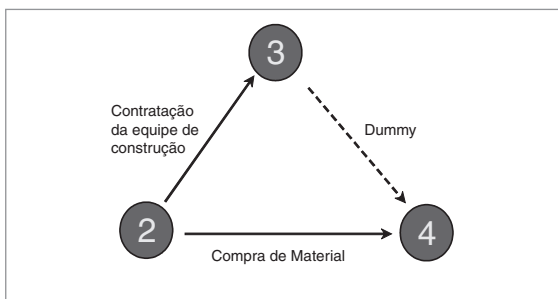 3
Contratação
da equipe de
construção
Dummy
2
4
Compra de Material